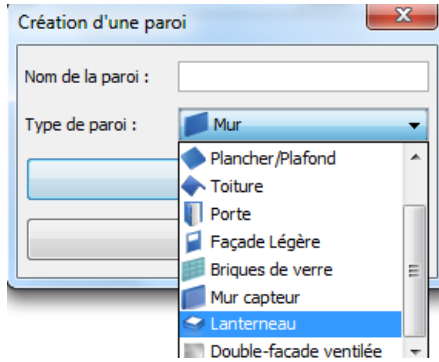 Création d'une paroi
Nom de la paroi :
Type de paroi : Mur
Plancher/Plafond
Toiture
Porte
Façade Légère
Briques de verre
Mur capteur
Lanterneau
Double-façade ventilée